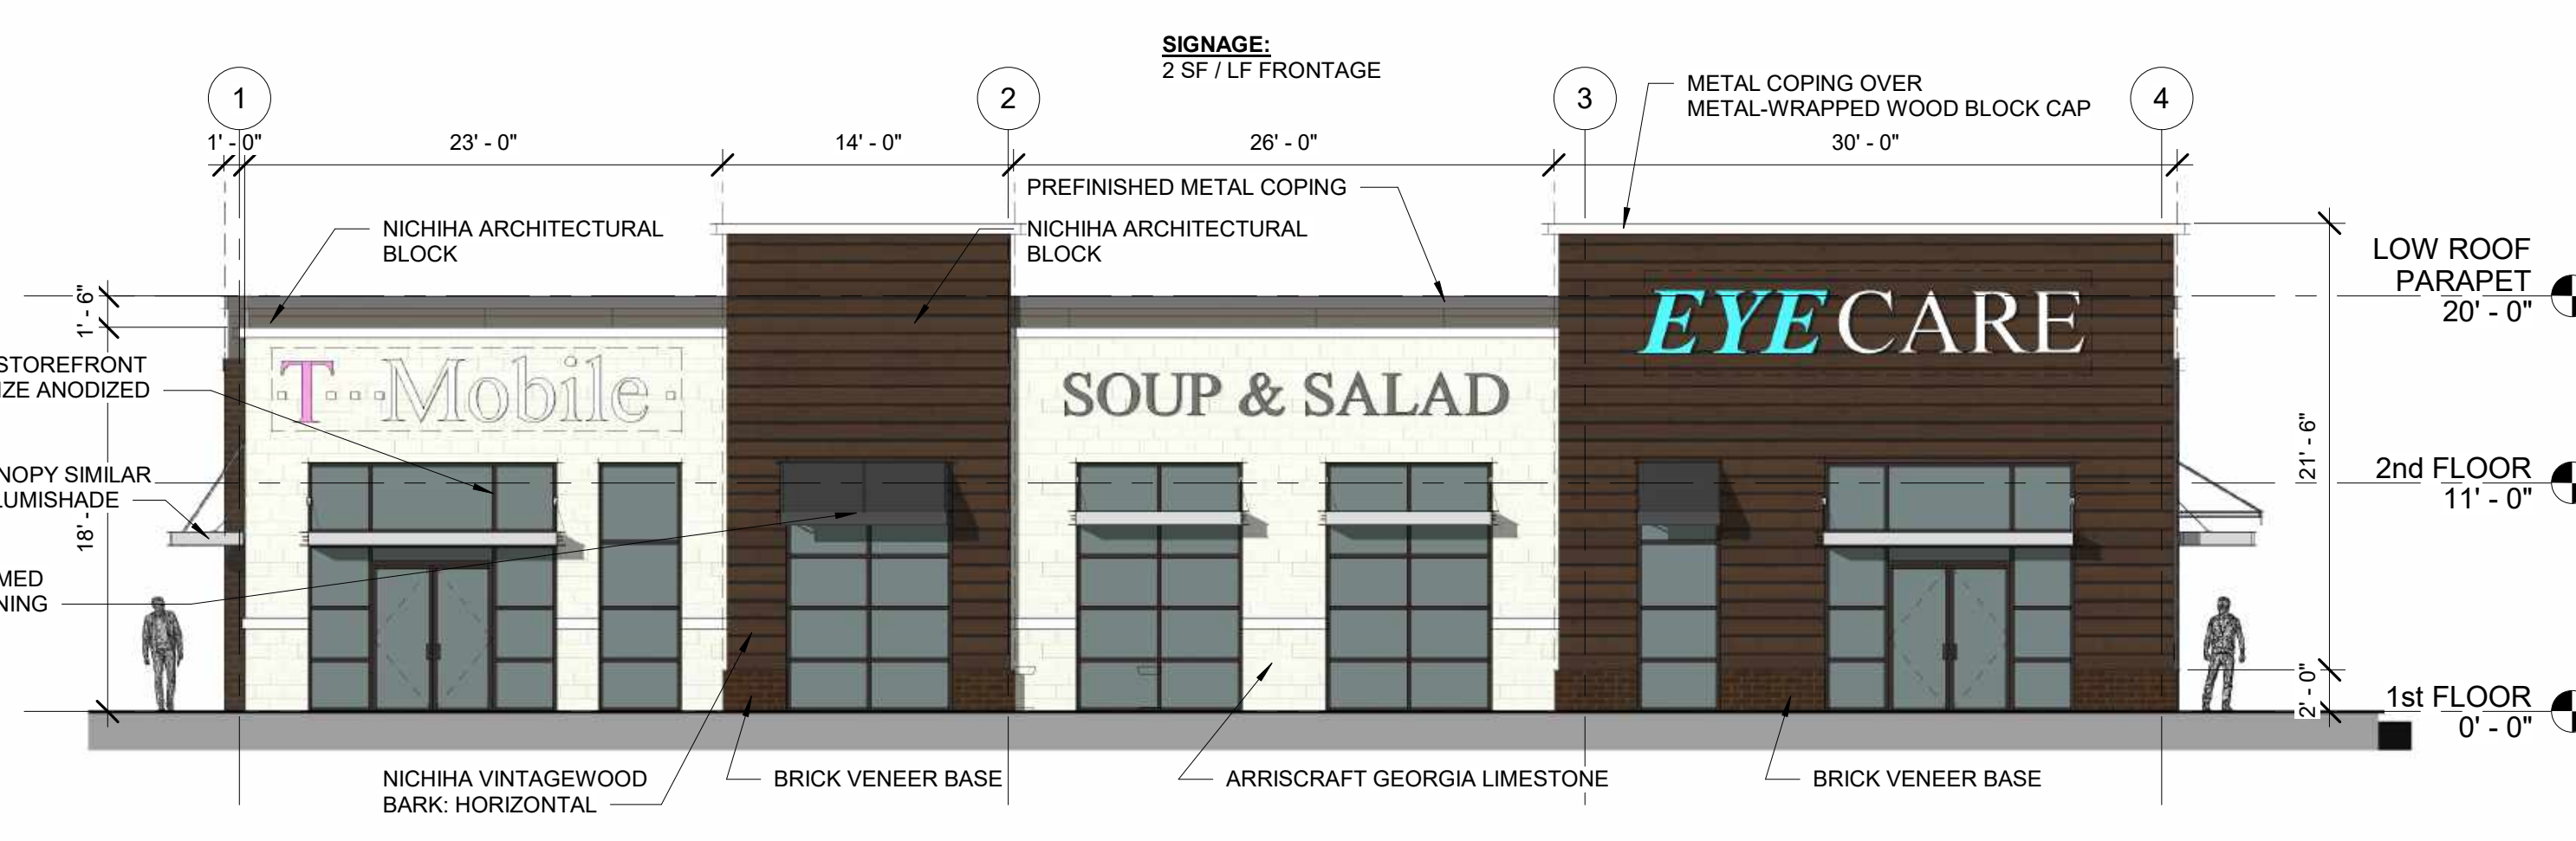 SIGNAGE:
2 SF / LF FRONTAGE
1
2
3
4
METAL COPING OVER
METAL-WRAPPED WOOD BLOCK CAP
1' - 0"
23' - 0"
14' - 0"
26' - 0"
30' - 0"
PREFINISHED METAL COPING
NICHIHA ARCHITECTURAL
BLOCK
NICHIHA ARCHITECTURAL
BLOCK
LOW ROOF
PARAPET
20' - 0"
1' - 6"
EYECARE
STOREFRONT
ZE ANODIZED
T Mobile
SOUP & SALAD
21' - 6"
2nd FLOOR
11' - 0"
NOPY SIMILAR
LUMISHADE
18' -
MED
NING
2' - 0"
1st FLOOR
0' - 0"
NICHIHA VINTAGEWOOD
BARK: HORIZONTAL
BRICK VENEER BASE
ARRISCRAFT GEORGIA LIMESTONE
BRICK VENEER BASE